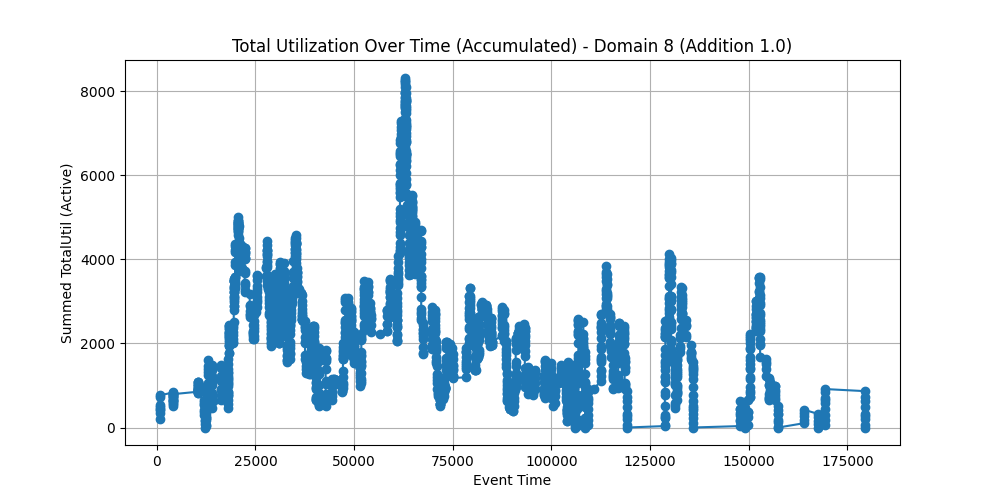 Total Utilization Over Time (Accumulated) - Domain 8 (Addition 1.0)
Summed TotalUtil (Active)
8000
6000
4000
2000
0
0 25000 50000 75000 100000 125000 150000 175000
Event Time